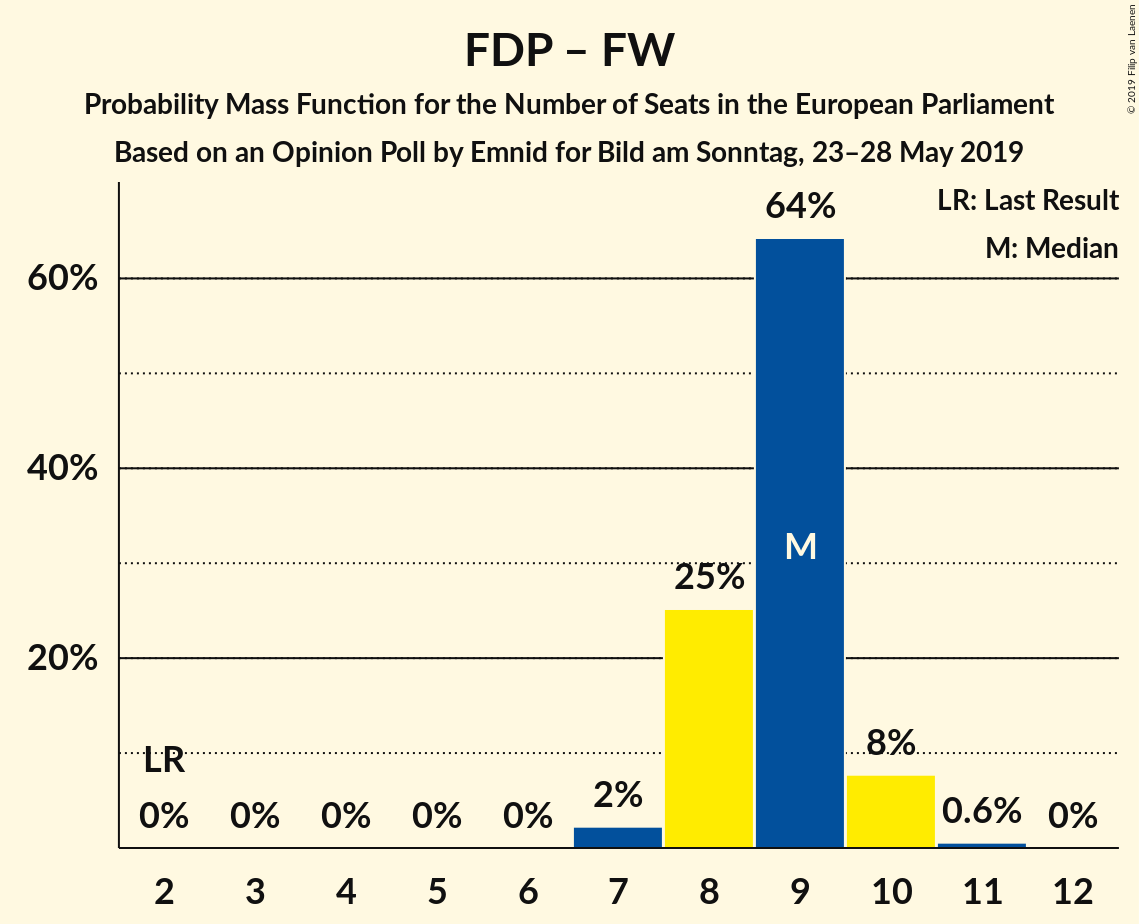 FDP – FW
Probability Mass Function for the Number of Seats in the European Parliament
Based on an Opinion Poll by Emnid for Bild am Sonntag, 23–28 May 2019
© 2019 Filip van Laenen
LR: Last Result
M: Median
60%
40%
20%
LR
0%
0%
0%
0%
0%
2%
25%
64%
M
8%
0.6%
0%
2 3 4 5 6 7 8 9 10 11 12